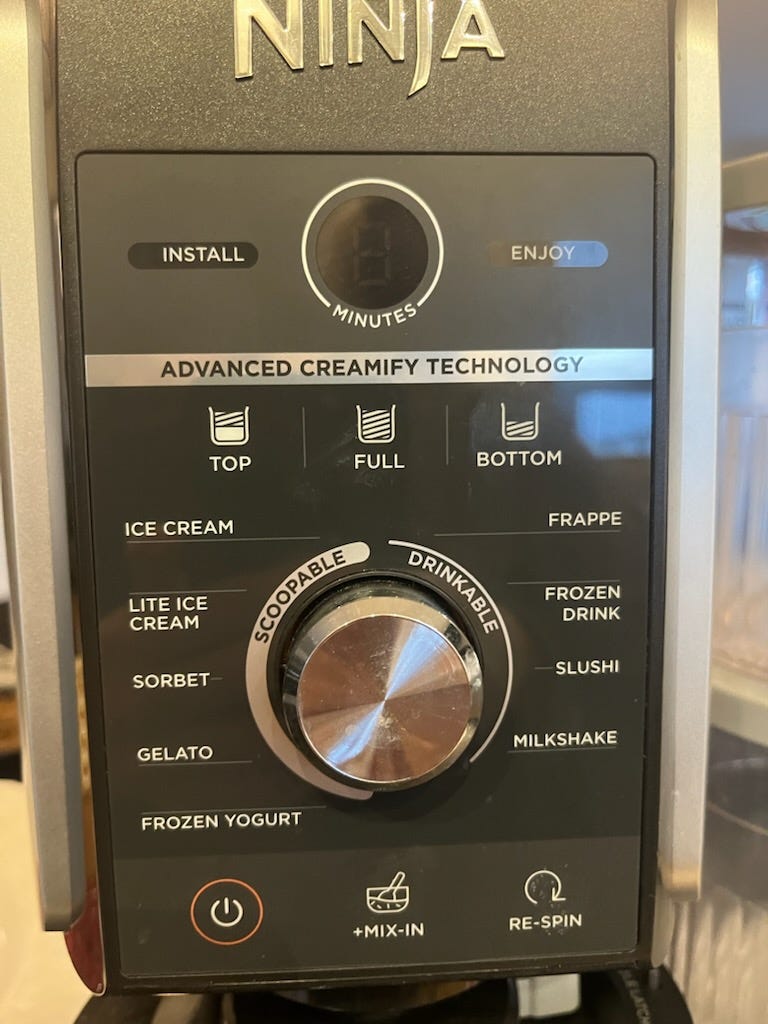 NINJA
INSTALL
ENJOY
MINUTES
ADVANCED CREAMIFY TECHNOLOGY
TOP
FULL
BOTTOM
ICE CREAM
FRAPPE
SCOOPABLE
DRINKABLE
LITE ICE
CREAM
FROZEN
DRINK
SORBET
SLUSHI
GELATO
MILKSHAKE
FROZEN YOGURT
+MIX-IN
RE-SPIN